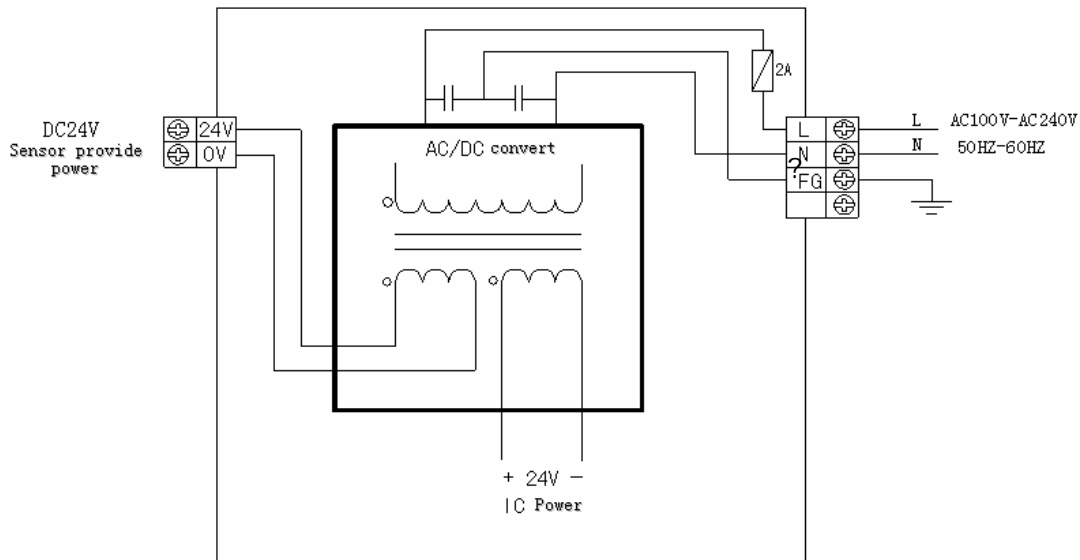 2A
DC24V
Sensor provide
power
24V
0V
AC/DC convert
L
N
?
FG
L
AC100V-AC240V
N
50HZ-60HZ
+ 24V −
IC Power